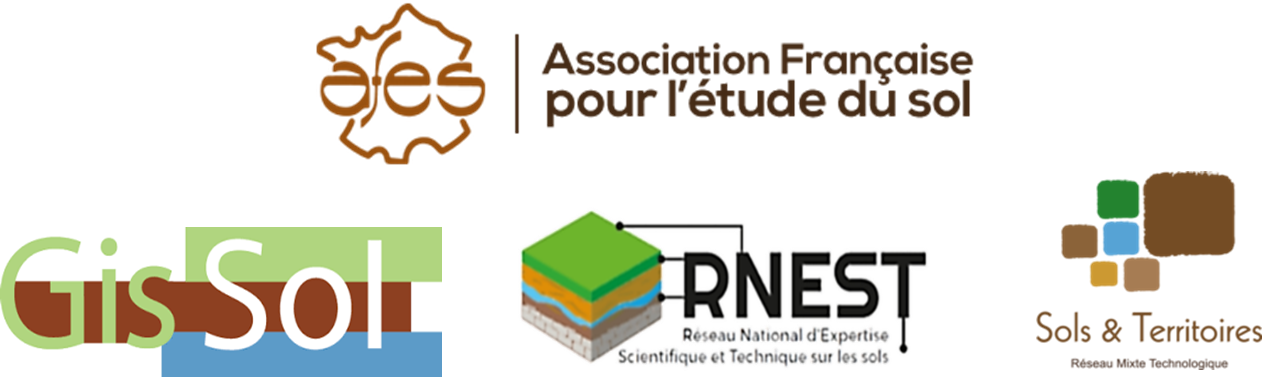 afes
Association Française
pour l'étude du sol
Gis Sol
RNEST
Réseau National d'Expertise
Scientifique et Technique sur les sols
Sols & Territoires
Réseau Mixte Technologique